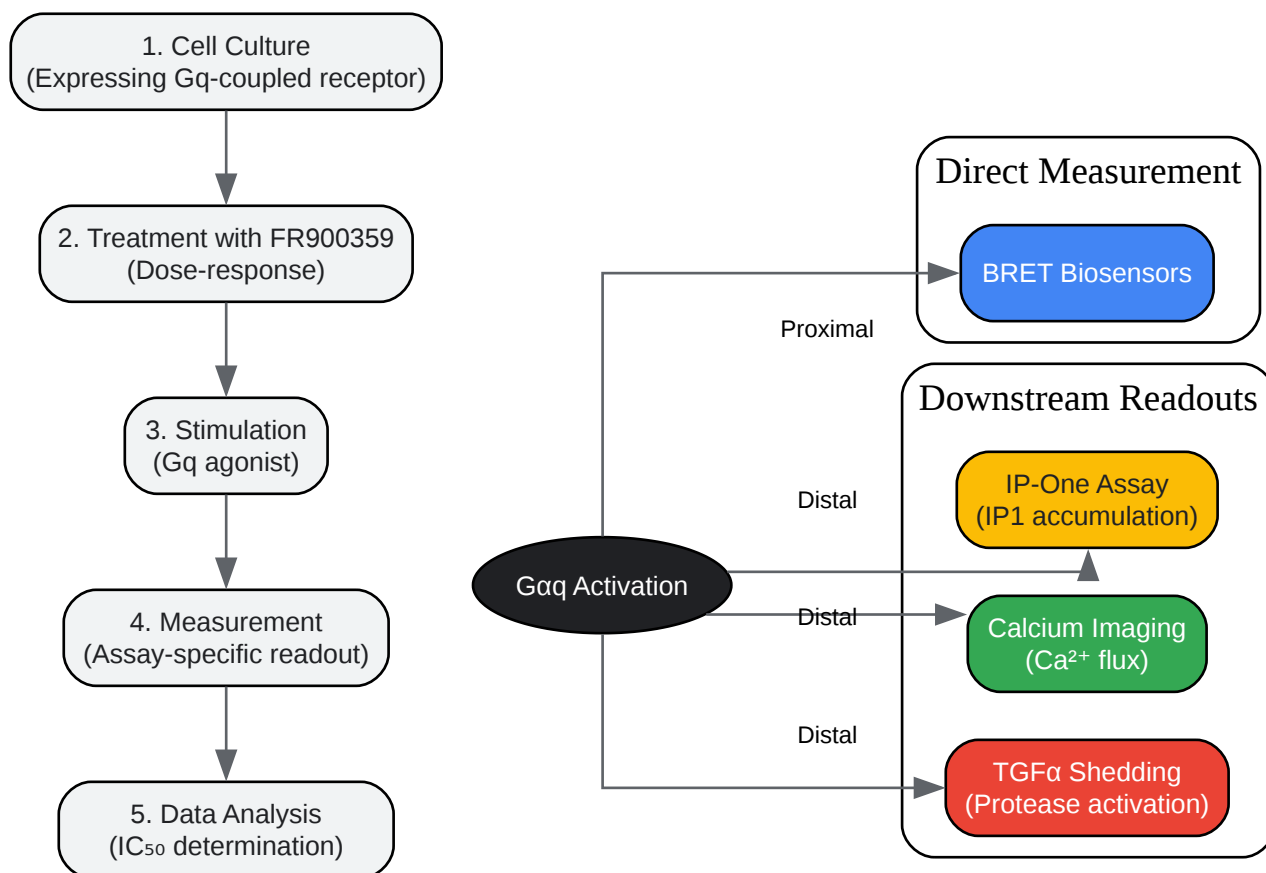 1. Cell Culture
(Expressing Gq-coupled receptor)
2. Treatment with FR900359
(Dose-response)
3. Stimulation
(Gq agonist)
4. Measurement
(Assay-specific readout)
5. Data Analysis
(IC₅₀ determination)
Direct Measurement
BRET Biosensors
Proximal
Downstream Readouts
IP-One Assay
(IP1 accumulation)
Distal
Gαq Activation
Distal
Calcium Imaging
(Ca²⁺ flux)
Distal
TGFα Shedding
(Protease activation)